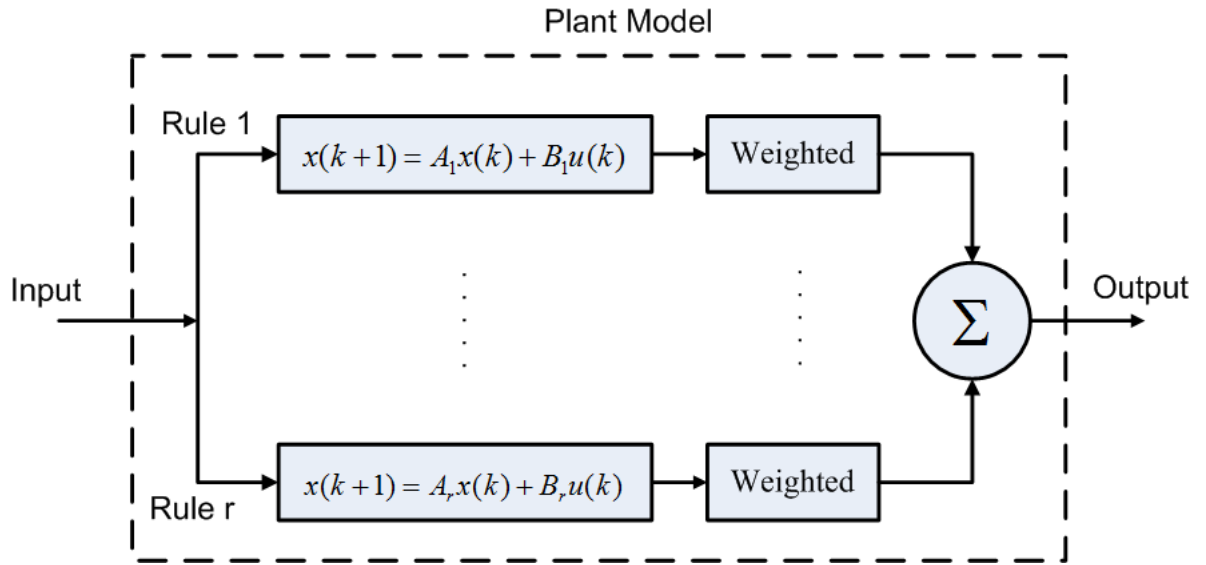 Plant Model
Rule 1
x(k+1) = A₁x(k) + B₁u(k)
Weighted
Input
Σ
Output
x(k+1) = Aᵣx(k) + Bᵣu(k)
Weighted
Rule r